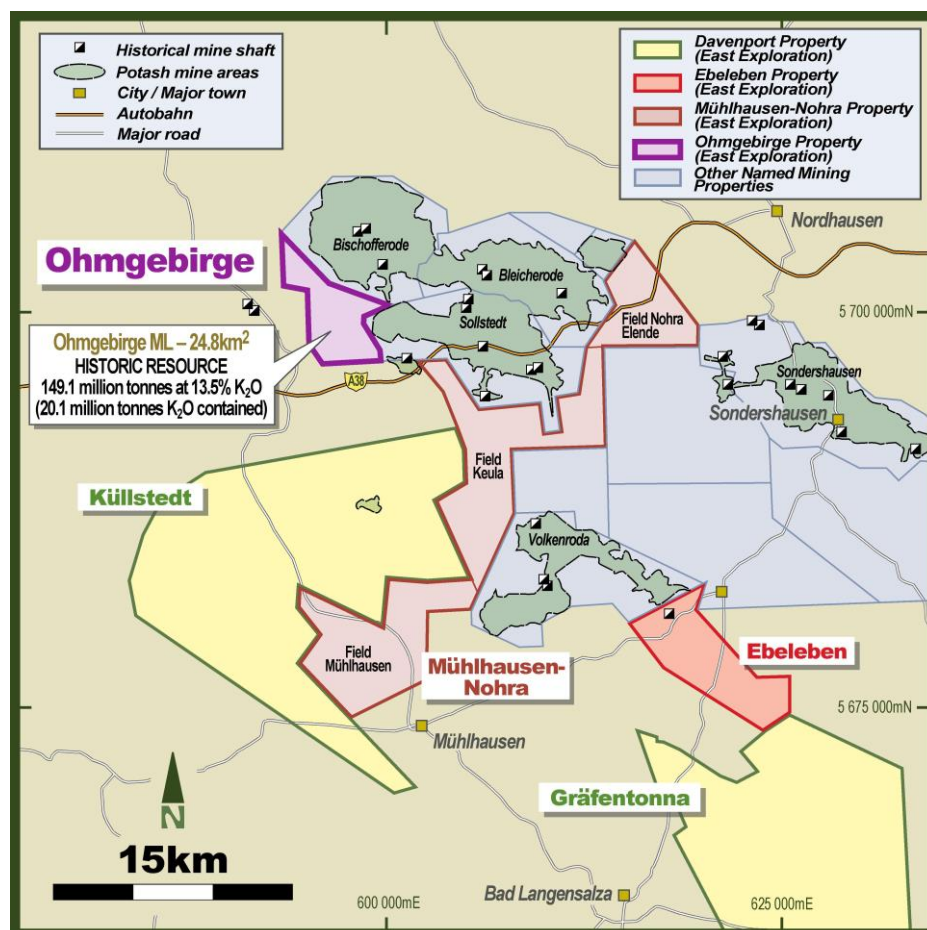 Historical mine shaft
Potash mine areas
City / Major town
Autobahn
Major road
Davenport Property
(East Exploration)
Ebeleben Property
(East Exploration)
Mühlhausen-Nohra Property
(East Exploration)
Ohmgebirge Property
(East Exploration)
Other Named Mining
Properties
Nordhausen
Bischofferode
Ohmgebirge
Bleicherode
Sollstedt
Field Nohra
Elende
5 700 000mN
Ohmgebirge ML – 24.8km²
HISTORIC RESOURCE
149.1 million tonnes at 13.5% K₂O
(20.1 million tonnes K₂O contained)
A38
Sondershausen
Sondershausen
Field
Keula
Küllstedt
Volkenroda
Field
Mühlhausen
Mühlhausen-
Nohra
Ebeleben
5 675 000mN
Mühlhausen
Gräfentonna
N
15km
Bad Langensalza
600 000mE
625 000mE